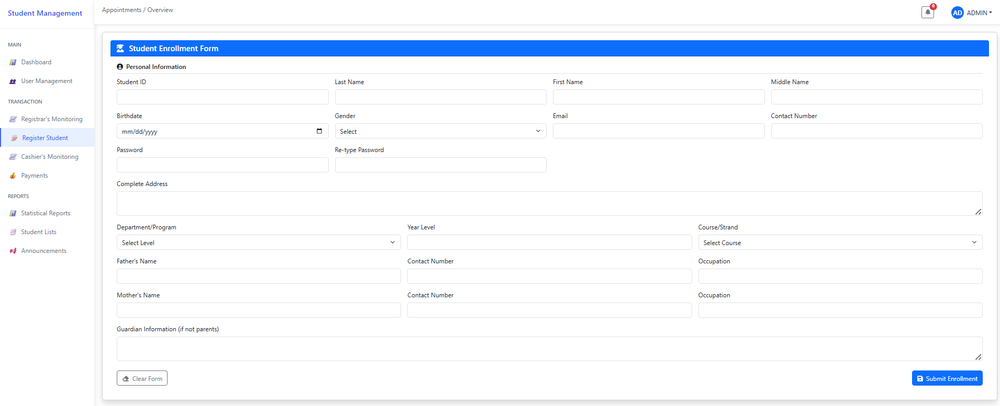 Student Management
Appointments / Overview
0
AD ADMIN
MAIN
Dashboard
User Management
TRANSACTION
Registrar's Monitoring
Register Student
Cashier's Monitoring
Payments
REPORTS
Statistical Reports
Student Lists
Announcements
Student Enrollment Form
Personal Information
Student ID Last Name First Name Middle Name
Birthdate Gender Email Contact Number
mm/dd/yyyy Select
Password Re-type Password
Complete Address
Department/Program Year Level Course/Strand
Select Level Select Course
Father's Name Contact Number Occupation
Mother's Name Contact Number Occupation
Guardian Information (if not parents)
Clear Form Submit Enrollment